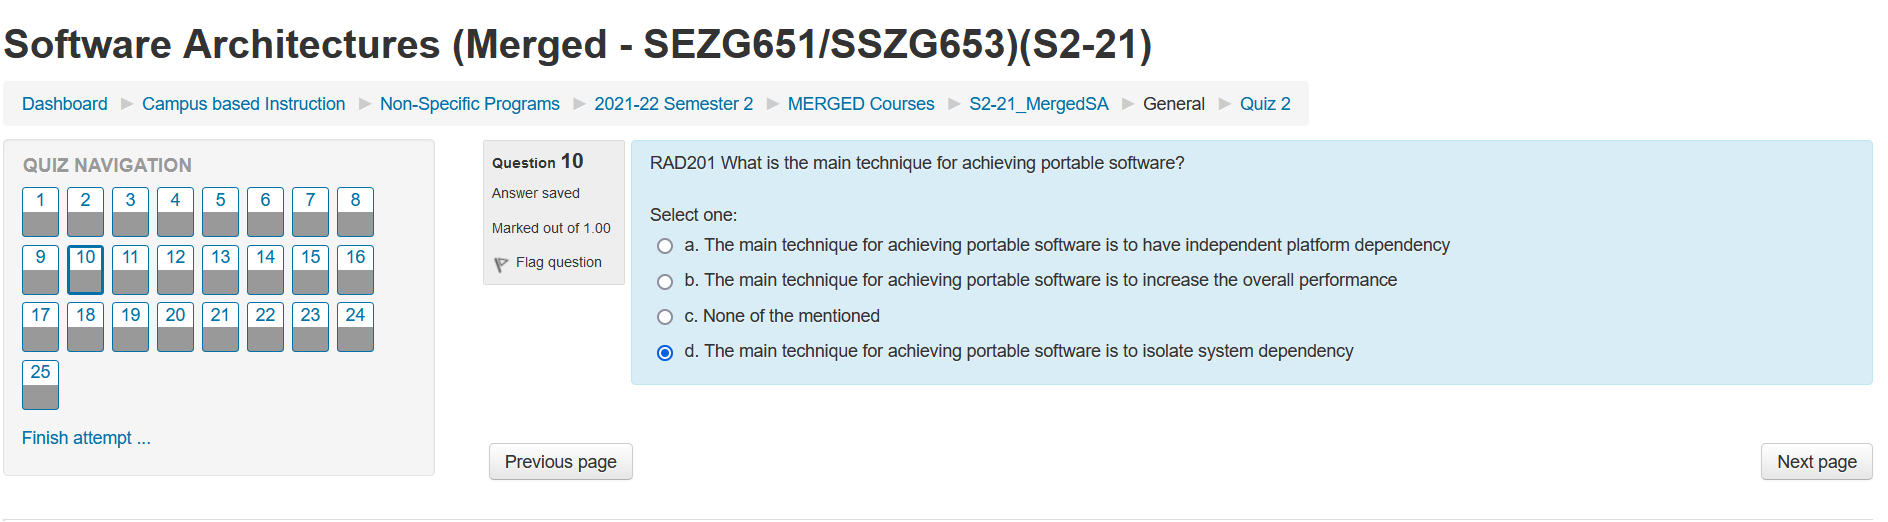 Software Architectures (Merged - SEZG651/SSZG653)(S2-21)
Dashboard Campus based Instruction Non-Specific Programs 2021-22 Semester 2 MERGED Courses S2-21_MergedSA General Quiz 2
QUIZ NAVIGATION
1 2 3 4 5 6 7 8
9 10 11 12 13 14 15 16
17 18 19 20 21 22 23 24
25
Finish attempt ...
Question 10
Answer saved
Marked out of 1.00
Flag question
RAD201 What is the main technique for achieving portable software?
Select one:
a. The main technique for achieving portable software is to have independent platform dependency
b. The main technique for achieving portable software is to increase the overall performance
c. None of the mentioned
d. The main technique for achieving portable software is to isolate system dependency
Previous page
Next page